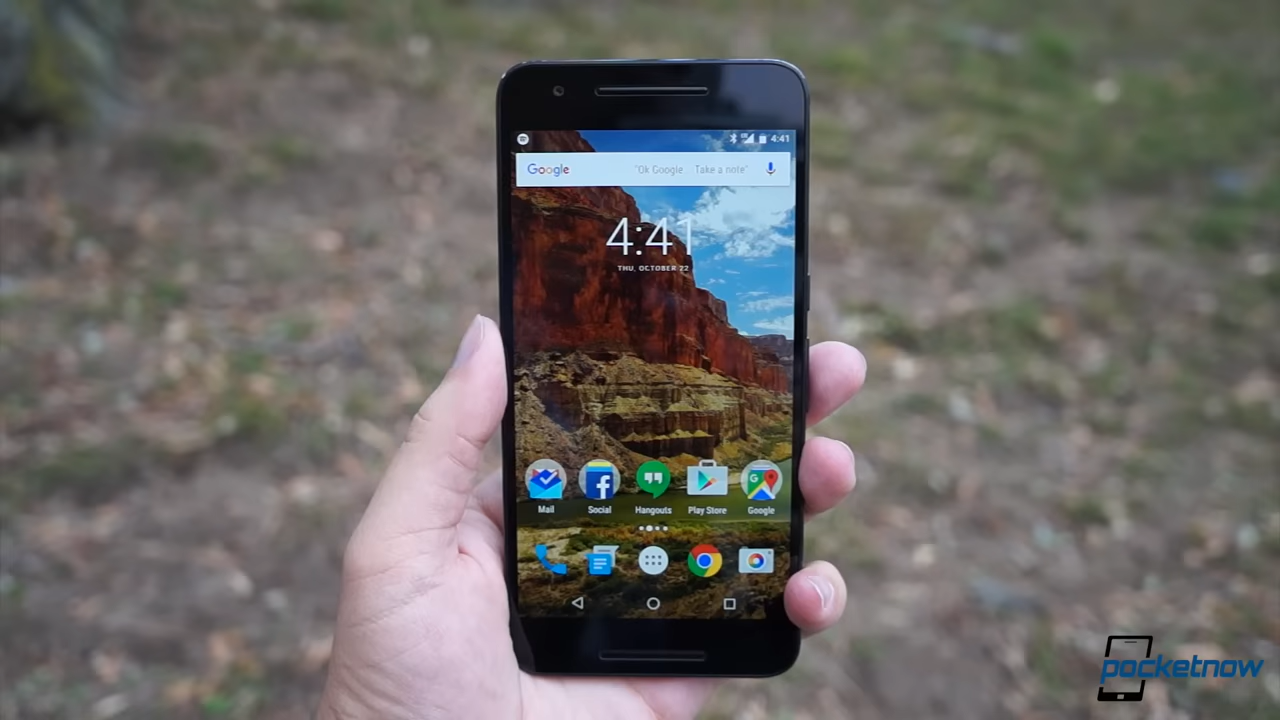 4:41
Google "Ok Google Take a note"
4:41
THU, OCTOBER 22
Mail Social Hangouts Play Store Google
pocketnow